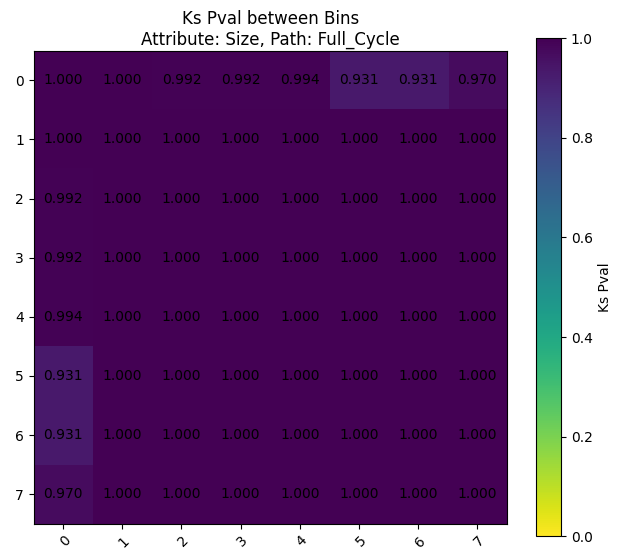 Ks Pval between Bins
Attribute: Size, Path: Full_Cycle
0 1.000 1.000 0.992 0.992 0.994 0.931 0.931 0.970
1 1.000 1.000 1.000 1.000 1.000 1.000 1.000 1.000
2 0.992 1.000 1.000 1.000 1.000 1.000 1.000 1.000
3 0.992 1.000 1.000 1.000 1.000 1.000 1.000 1.000
4 0.994 1.000 1.000 1.000 1.000 1.000 1.000 1.000
5 0.931 1.000 1.000 1.000 1.000 1.000 1.000 1.000
6 0.931 1.000 1.000 1.000 1.000 1.000 1.000 1.000
7 0.970 1.000 1.000 1.000 1.000 1.000 1.000 1.000
0 1 2 3 4 5 6 7
1.0
0.8
0.6
0.4
0.2
0.0
Ks Pval